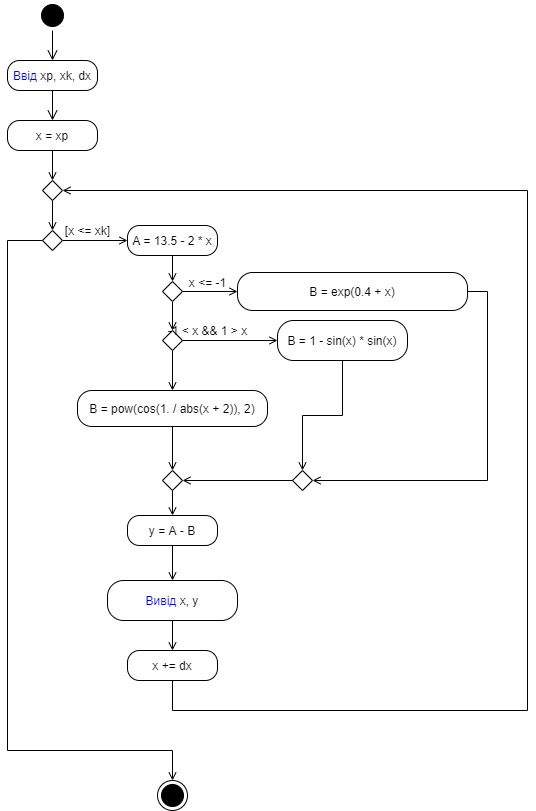 Ввід xp, xk, dx
x = xp
[x <= xk]
A = 13.5 - 2 * x
x <= -1
B = exp(0.4 + x)
-1 < x && 1 > x
B = 1 - sin(x) * sin(x)
B = pow(cos(1. / abs(x + 2)), 2)
y = A - B
Вивід x, y
x += dx